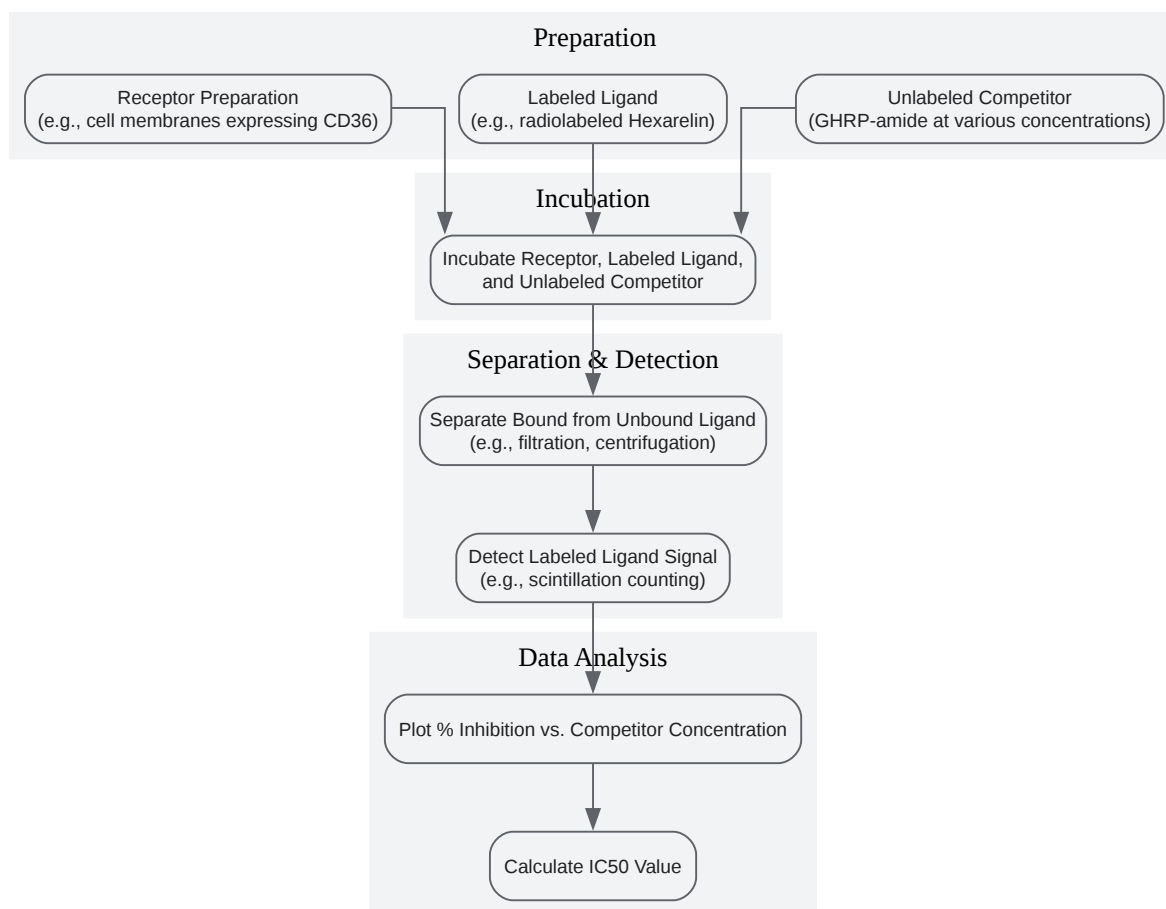 Preparation
Receptor Preparation
(e.g., cell membranes expressing CD36)
Labeled Ligand
(e.g., radiolabeled Hexarelin)
Unlabeled Competitor
(GHRP-amide at various concentrations)
Incubation
Incubate Receptor, Labeled Ligand,
and Unlabeled Competitor
Separation & Detection
Separate Bound from Unbound Ligand
(e.g., filtration, centrifugation)
Detect Labeled Ligand Signal
(e.g., scintillation counting)
Data Analysis
Plot % Inhibition vs. Competitor Concentration
Calculate IC50 Value